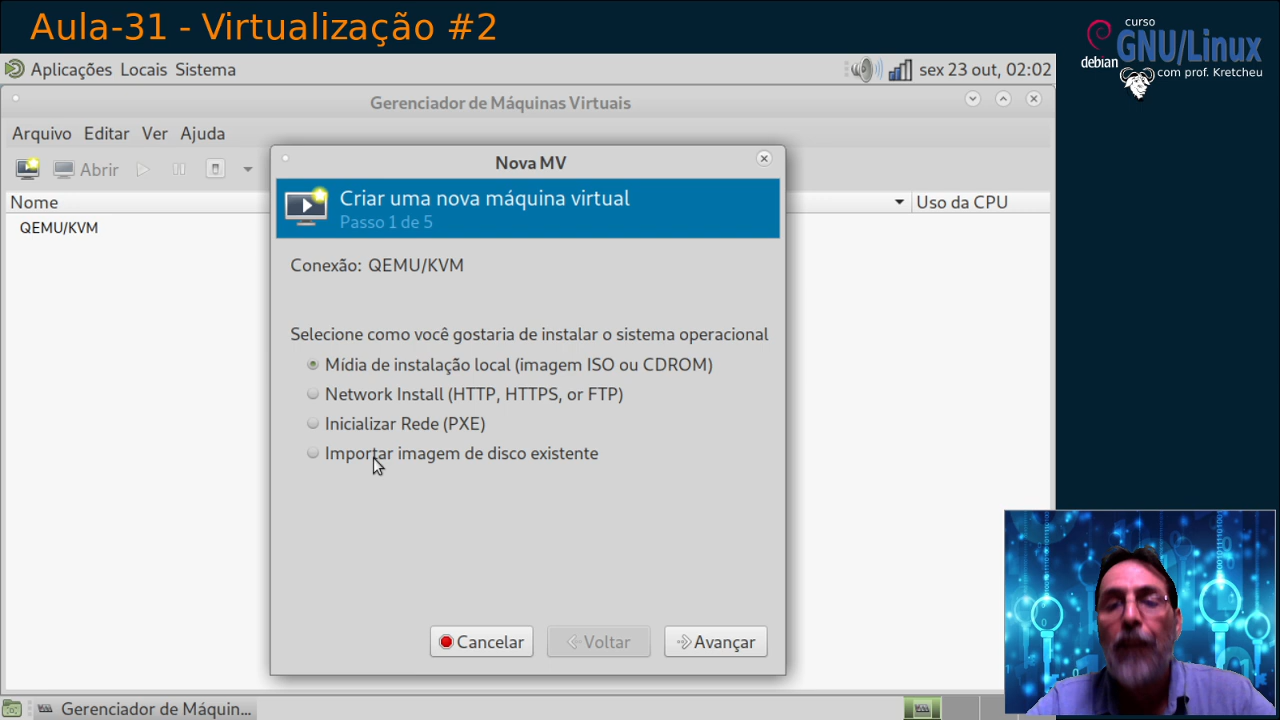 Aula-31 - Virtualização #2
curso
GNU/Linux
debian
com prof. Kretcheu
Aplicações Locais Sistema
sex 23 out, 02:02
Gerenciador de Máquinas Virtuais
Arquivo Editar Ver Ajuda
Abrir
Nome
Uso da CPU
QEMU/KVM
Nova MV
Criar uma nova máquina virtual
Passo 1 de 5
Conexão: QEMU/KVM
Selecione como você gostaria de instalar o sistema operacional
Mídia de instalação local (imagem ISO ou CDROM)
Network Install (HTTP, HTTPS, or FTP)
Inicializar Rede (PXE)
Importar imagem de disco existente
Cancelar
Voltar
Avançar
Gerenciador de Máquin...